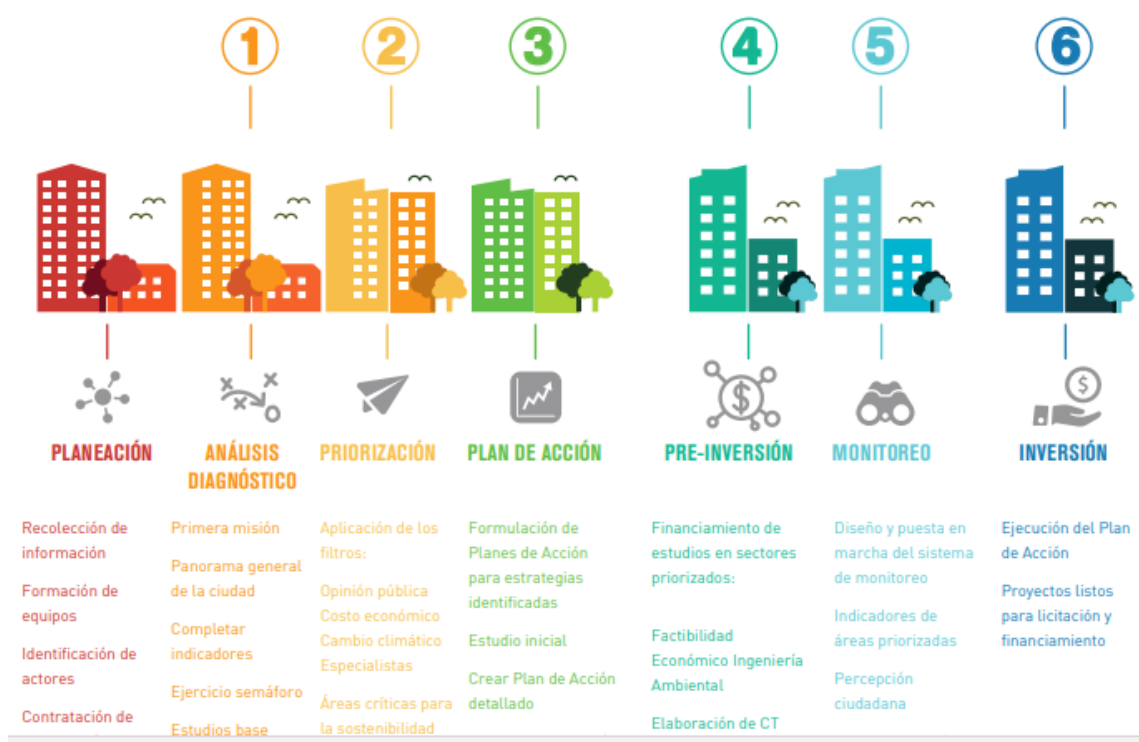 1
2
3
4
5
6
PLANEACIÓN
Recolección de
información
Formación de
equipos
Identificación de
actores
Contratación de
ANÁLISIS
DIAGNÓSTICO
Primera misión
Panorama general
de la ciudad
Completar
indicadores
Ejercicio semáforo
Estudios base
PRIORIZACIÓN
Aplicación de los
filtros:
Opinión pública
Costo económico
Cambio climático
Especialistas
Áreas críticas para
la sostenibilidad
PLAN DE ACCIÓN
Formulación de
Planes de Acción
para estrategias
identificadas
Estudio inicial
Crear Plan de Acción
detallado
PRE-INVERSIÓN
Financiamiento de
estudios en sectores
priorizados:
Factibilidad
Económico Ingeniería
Ambiental
Elaboración de CT
MONITOREO
Diseño y puesta en
marcha del sistema
de monitoreo
Indicadores de
áreas priorizadas
Percepción
ciudadana
INVERSIÓN
Ejecución del Plan
de Acción
Proyectos listos
para licitación y
financiamiento